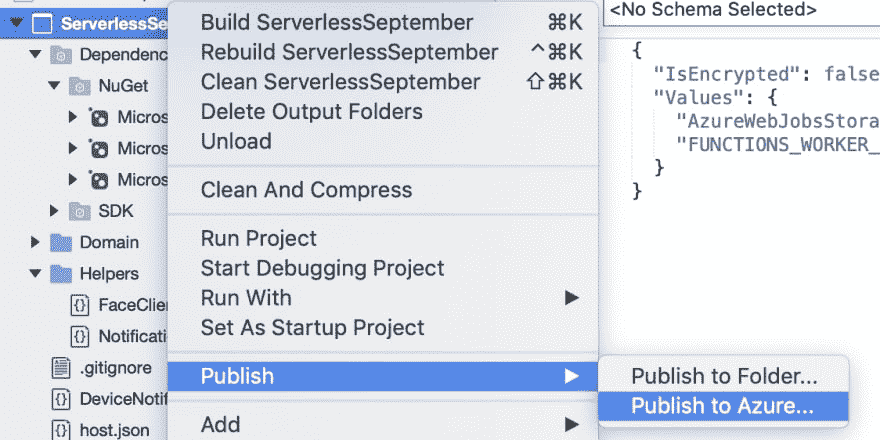 ServerlessSe
Dependenc
NuGet
Micros
Micros
Micros
SDK
Domain
Helpers
FaceClie
Notificati
.gitignore
DeviceNotif
host.json
Build ServerlessSeptember ⌘K
Rebuild ServerlessSeptember ^⌘K
Clean ServerlessSeptember ⇧⌘K
Delete Output Folders
Unload
Clean And Compress
Run Project
Start Debugging Project
Run With
Set As Startup Project
Publish
Add
Publish to Folder...
Publish to Azure...
<No Schema Selected>
{
"IsEncrypted": false
"Values": {
"AzureWebJobsStora
"FUNCTIONS_WORKER_
}
}